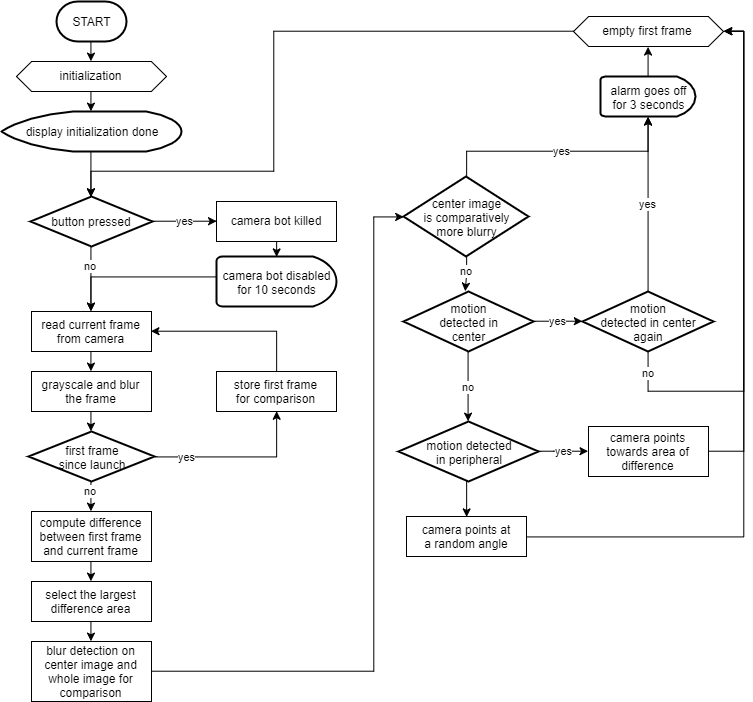 START
initialization
display initialization done
button pressed
yes
camera bot killed
no
camera bot disabled
for 10 seconds
read current frame
from camera
grayscale and blur
the frame
store first frame
for comparison
first frame
since launch
yes
no
compute difference
between first frame
and current frame
select the largest
difference area
blur detection on
center image and
whole image for
comparison
empty first frame
alarm goes off
for 3 seconds
yes
center image
is comparatively
more blurry
yes
no
motion
detected in
center
yes
motion
detected in center
again
no
no
motion detected
in peripheral
yes
camera points
towards area of
difference
camera points at
a random angle